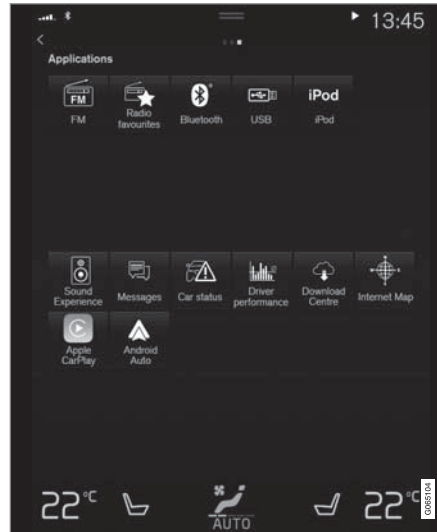 13:45
Applications
FM
iPod
FM
Radio
favourites
Bluetooth
USB
iPod
Sound
Experience
Messages
Car status
Driver
performance
Download
Centre
Internet Map
Apple
CarPlay
Android
Auto
22°C
AUTO
22°C
G065104